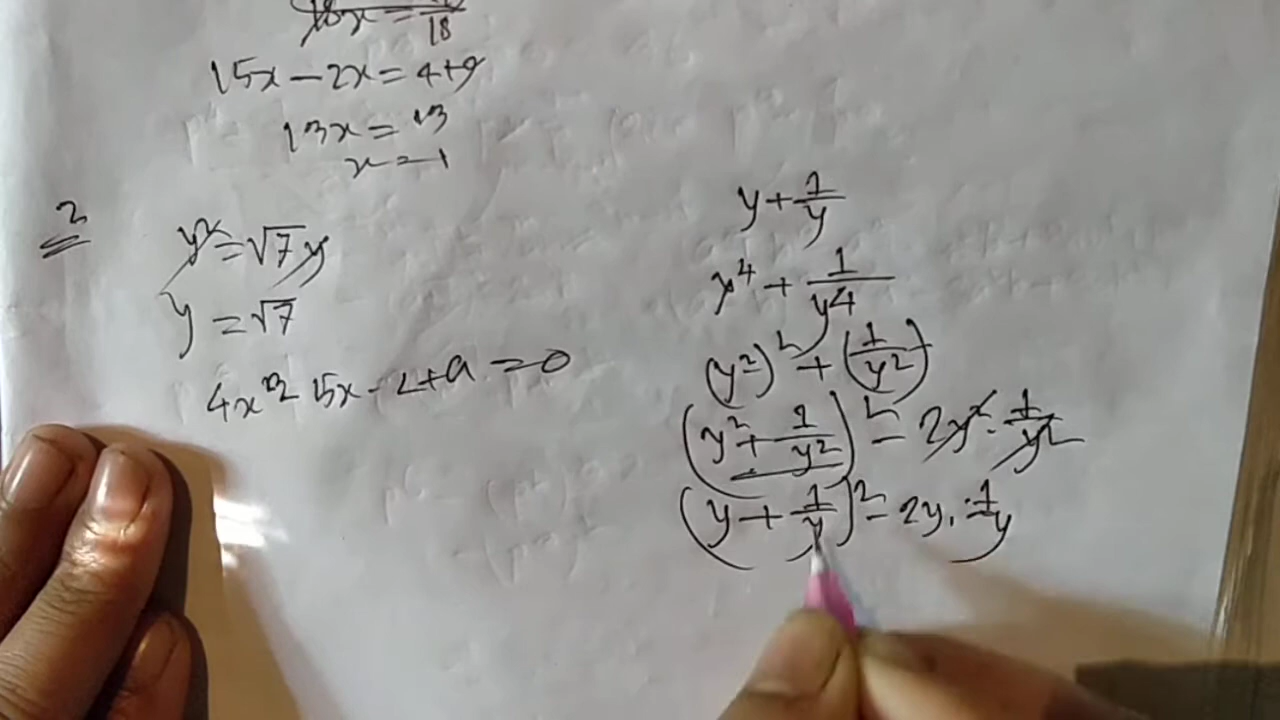 18x = /18
15x - 2x = 4+9
13x = 13
x = 1
2
y² = √7 y
y = √7
4x² 15x - 2 + a = 0
y + 1/y
y⁴ + 1/y⁴
(y²)² + (1/y²)
(y² + 1/y²)² - 2y² · 1/y²
(y + 1/y)² - 2y · 1/y